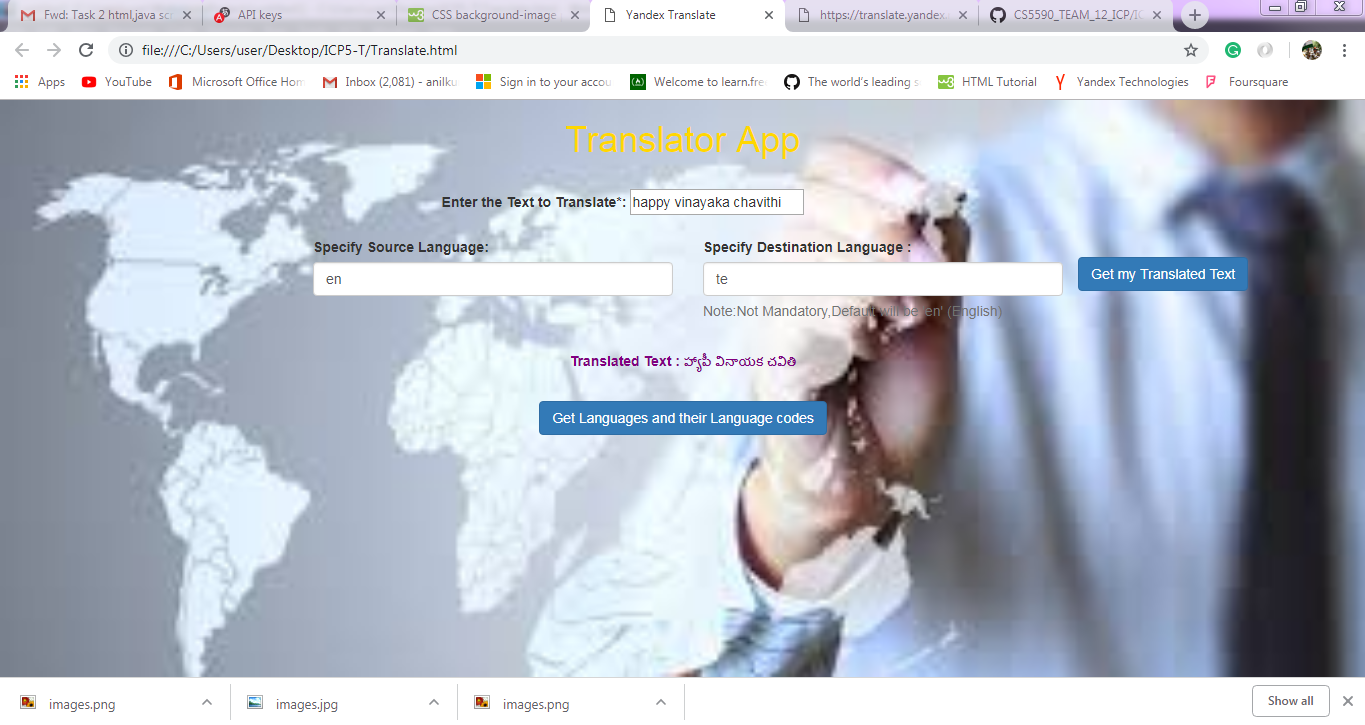 Fwd: Task 2 html,java scr
API keys
CSS background-image
Yandex Translate
https://translate.yandex.
CS5590_TEAM_12_ICP/IC
file:///C:/Users/user/Desktop/ICP5-T/Translate.html
Apps YouTube Microsoft Office Hom Inbox (2,081) - anilku Sign in to your accou Welcome to learn.fre The world's leading s HTML Tutorial Yandex Technologies Foursquare
Translator App
Enter the Text to Translate*: happy vinayaka chavithi
Specify Source Language: Specify Destination Language :
en te Get my Translated Text
Note:Not Mandatory,Default will be 'en' (English)
Translated Text : హ్యాపీ వినాయక చవితి
Get Languages and their Language codes
images.png images.jpg images.png Show all